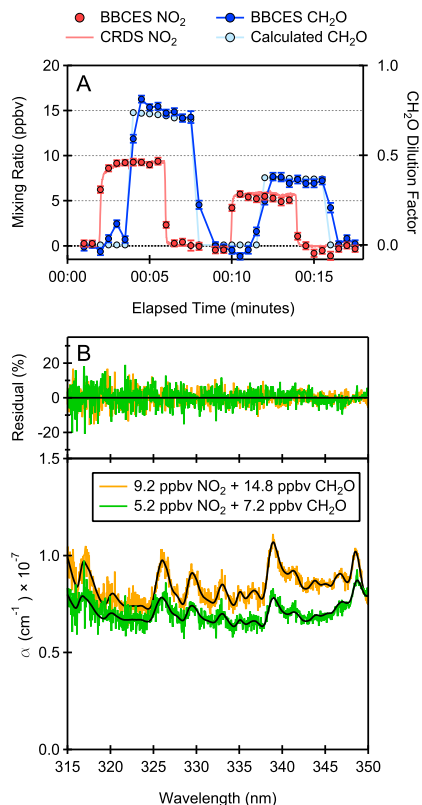 BBCES NO₂ BBCES CH₂O
CRDS NO₂ Calculated CH₂O
A
Mixing Ratio (ppbv)
20
15
10
5
0
1.0
0.5
0.0
CH₂O Dilution Factor
00:00 00:05 00:10 00:15
Elapsed Time (minutes)
B
Residual (%)
20
0
-20
9.2 ppbv NO₂ + 14.8 ppbv CH₂O
5.2 ppbv NO₂ + 7.2 ppbv CH₂O
α (cm⁻¹ ) × 10⁻⁷
1.5
1.0
0.5
0.0
315 320 325 330 335 340 345 350
Wavelength (nm)